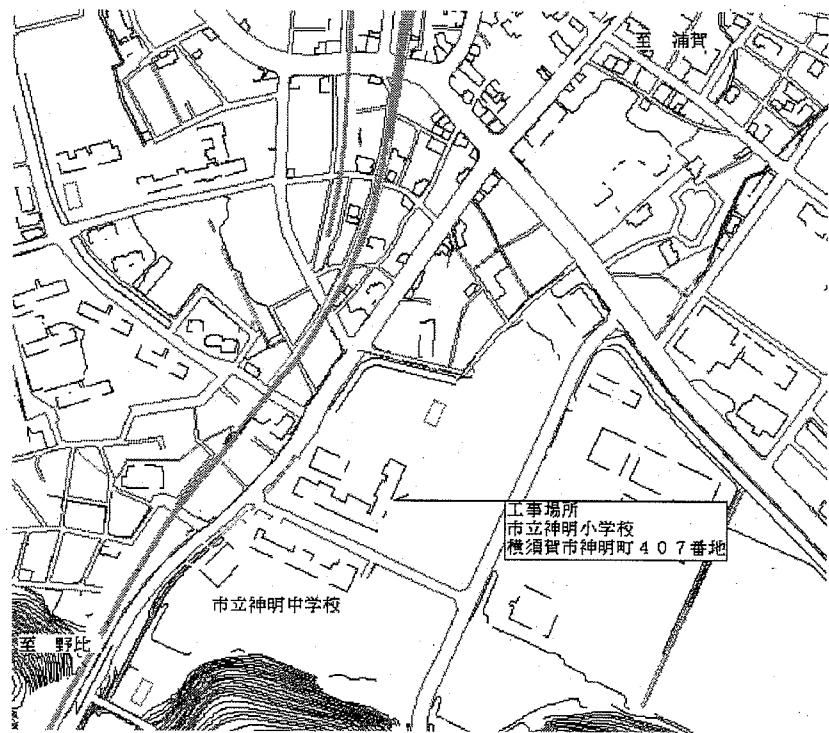 至　浦賀
工事場所
市立神明小学校
横須賀市神明町４０７番地
市立神明中学校
至　野比